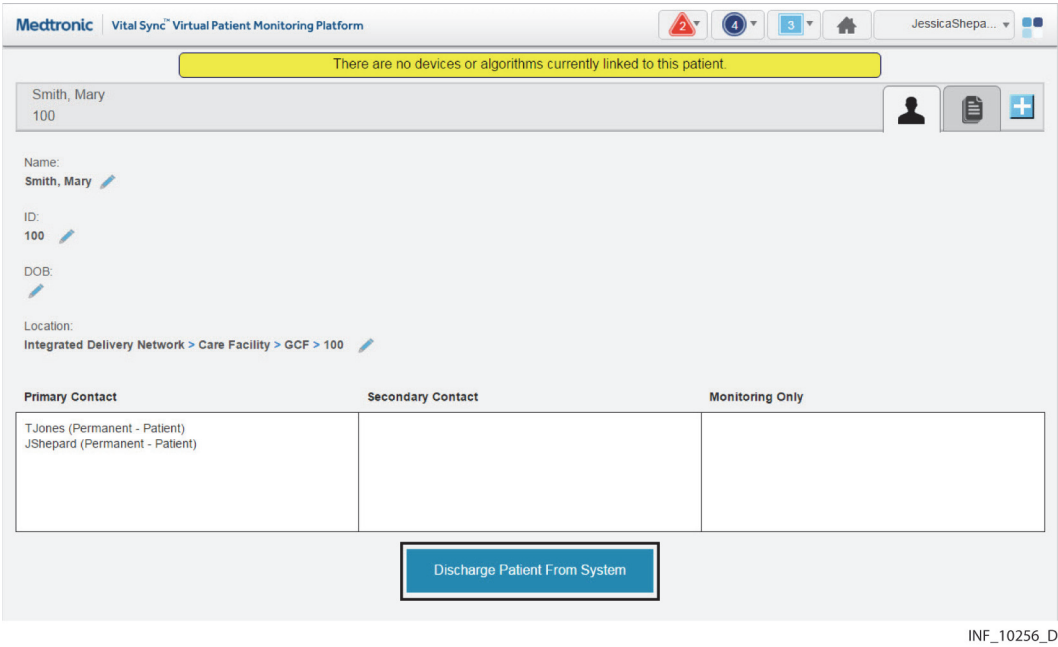 Medtronic Vital Sync™ Virtual Patient Monitoring Platform
2 4 3 JessicaShepa...
There are no devices or algorithms currently linked to this patient.
Smith, Mary
100
Name:
Smith, Mary
ID:
100
DOB:
Location:
Integrated Delivery Network > Care Facility > GCF > 100
Primary Contact Secondary Contact Monitoring Only
TJones (Permanent - Patient)
JShepard (Permanent - Patient)
Discharge Patient From System
INF_10256_D